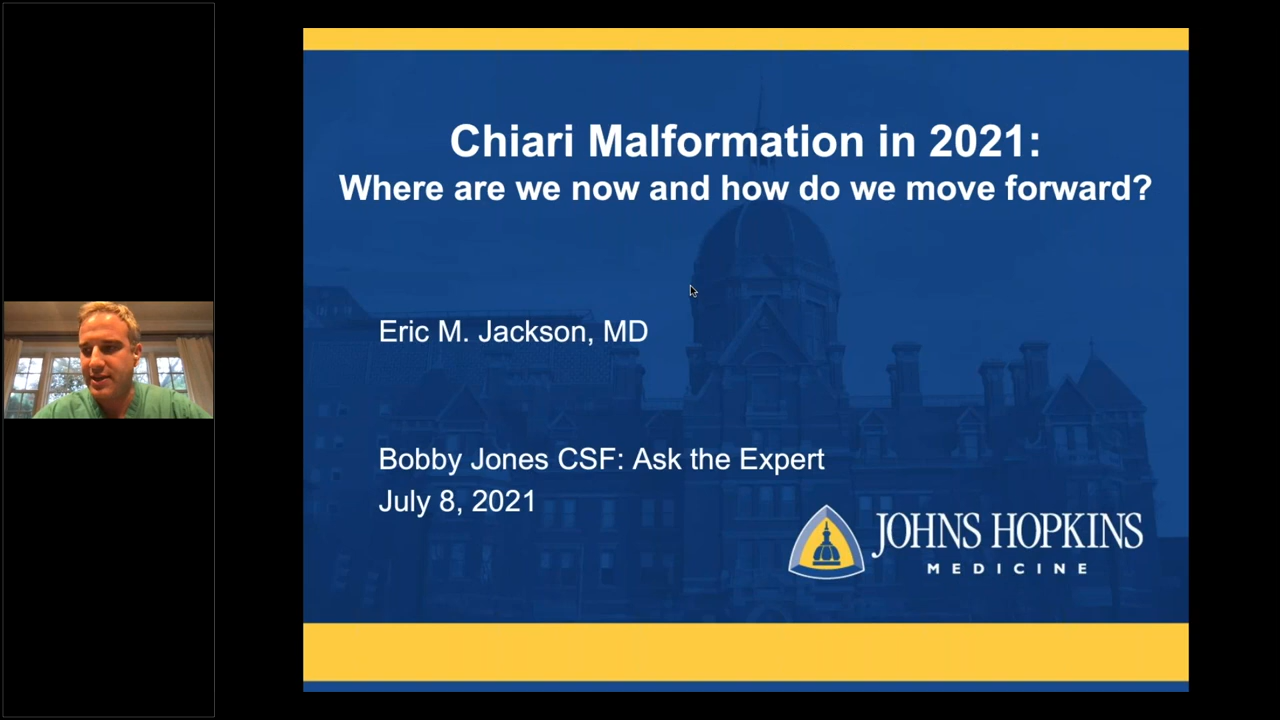 Chiari Malformation in 2021:
Where are we now and how do we move forward?
Eric M. Jackson, MD
Bobby Jones CSF: Ask the Expert
July 8, 2021
JOHNS HOPKINS
MEDICINE